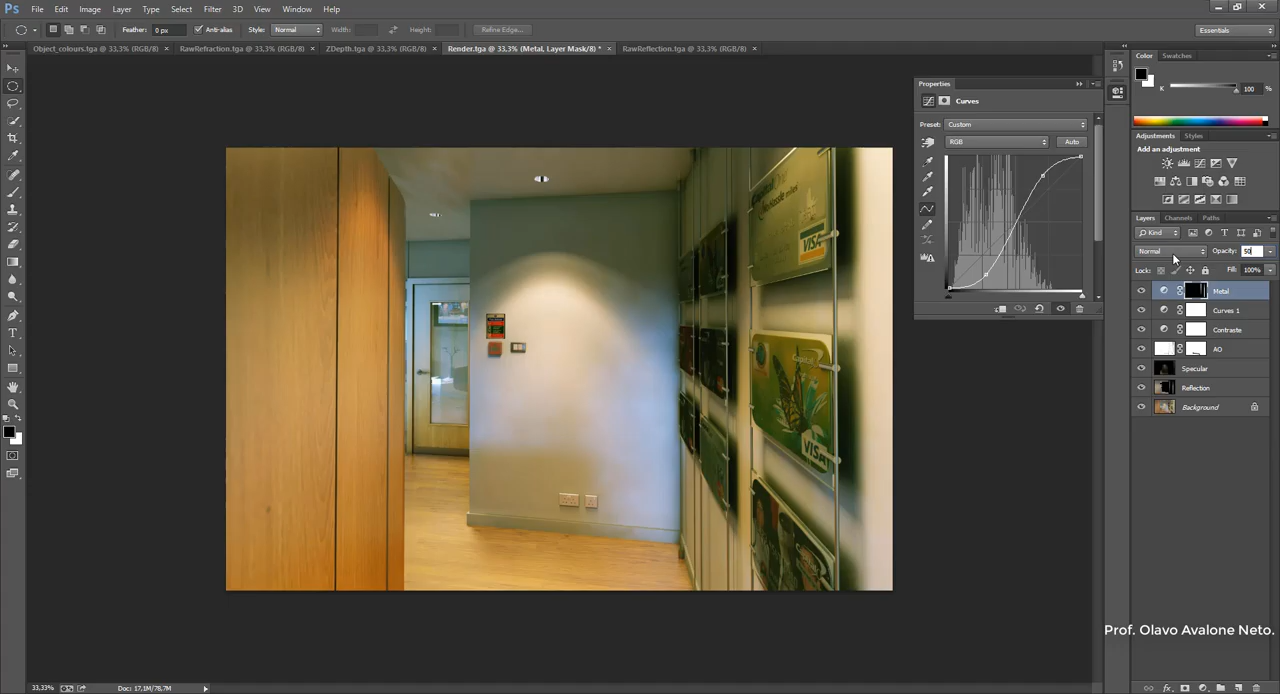 Ps File Edit Image Layer Type Select Filter 3D View Window Help
Feather: 0 px Anti-alias Style: Normal Width: Height: Refine Edge... Essentials
Object_colours.tga @ 33,3% (RGB/8) × RawRefraction.tga @ 33,3% (RGB/8) × ZDepth.tga @ 33,3% (RGB/8) × Render.tga @ 33,3% (Metal, Layer Mask/8) * × RawReflection.tga @ 33,3% (RGB/8) ×
Color Swatches
K 100 %
Properties
Curves
Preset: Custom
RGB Auto
Adjustments Styles
Add an adjustment
Layers Channels Paths
Kind
Normal Opacity: 50
Lock: Fill: 100%
Metal
Curves 1
Contraste
AO
Specular
Reflection
Background
Capital
VISA
Capital
VISA
Prof. Olavo Avalone Neto.
33,33% Doc: 17,1M/78,7M